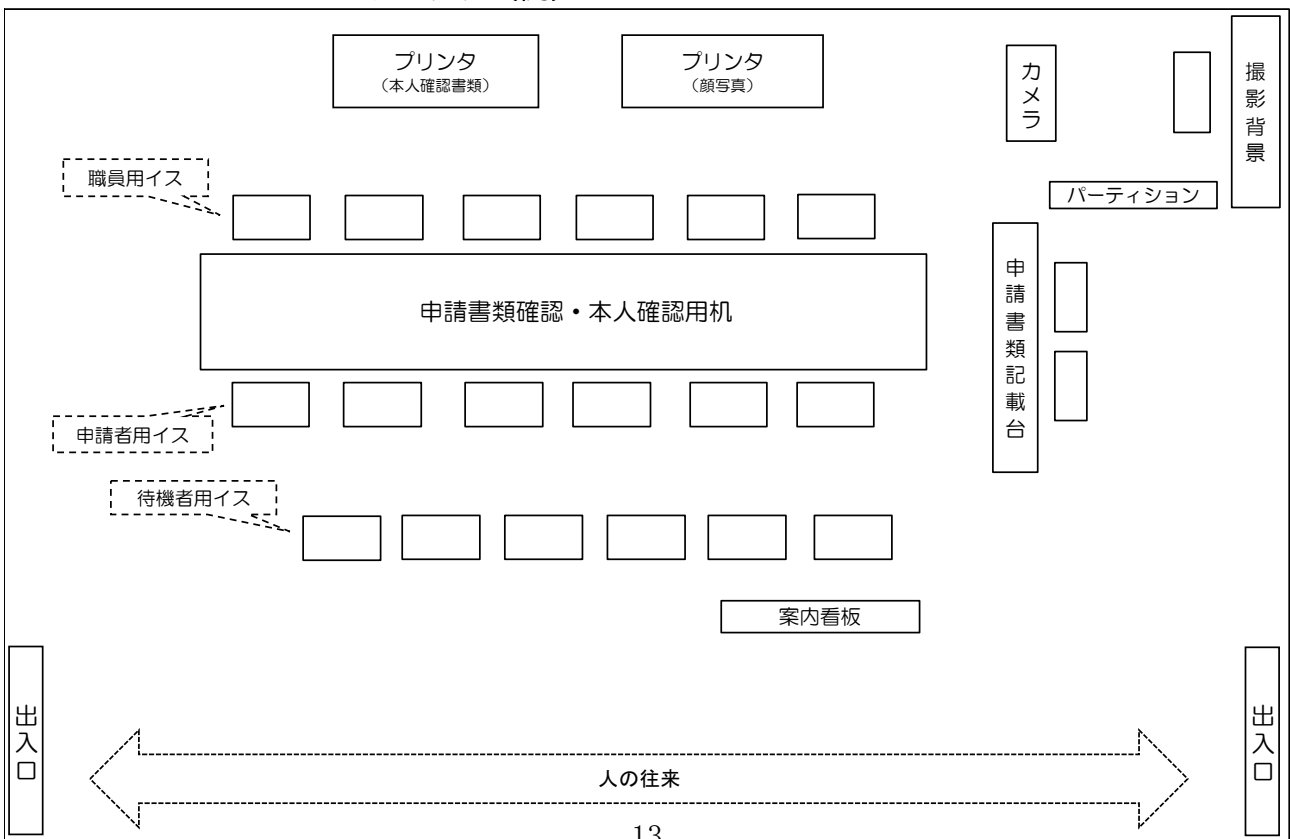 プリンタ
（本人確認書類）
プリンタ
（顔写真）
カメラ
撮影背景
職員用イス
パーティション
申請書類確認・本人確認用机
申請書類記載台
申請者用イス
待機者用イス
案内看板
出入口
出入口
人の往来
13